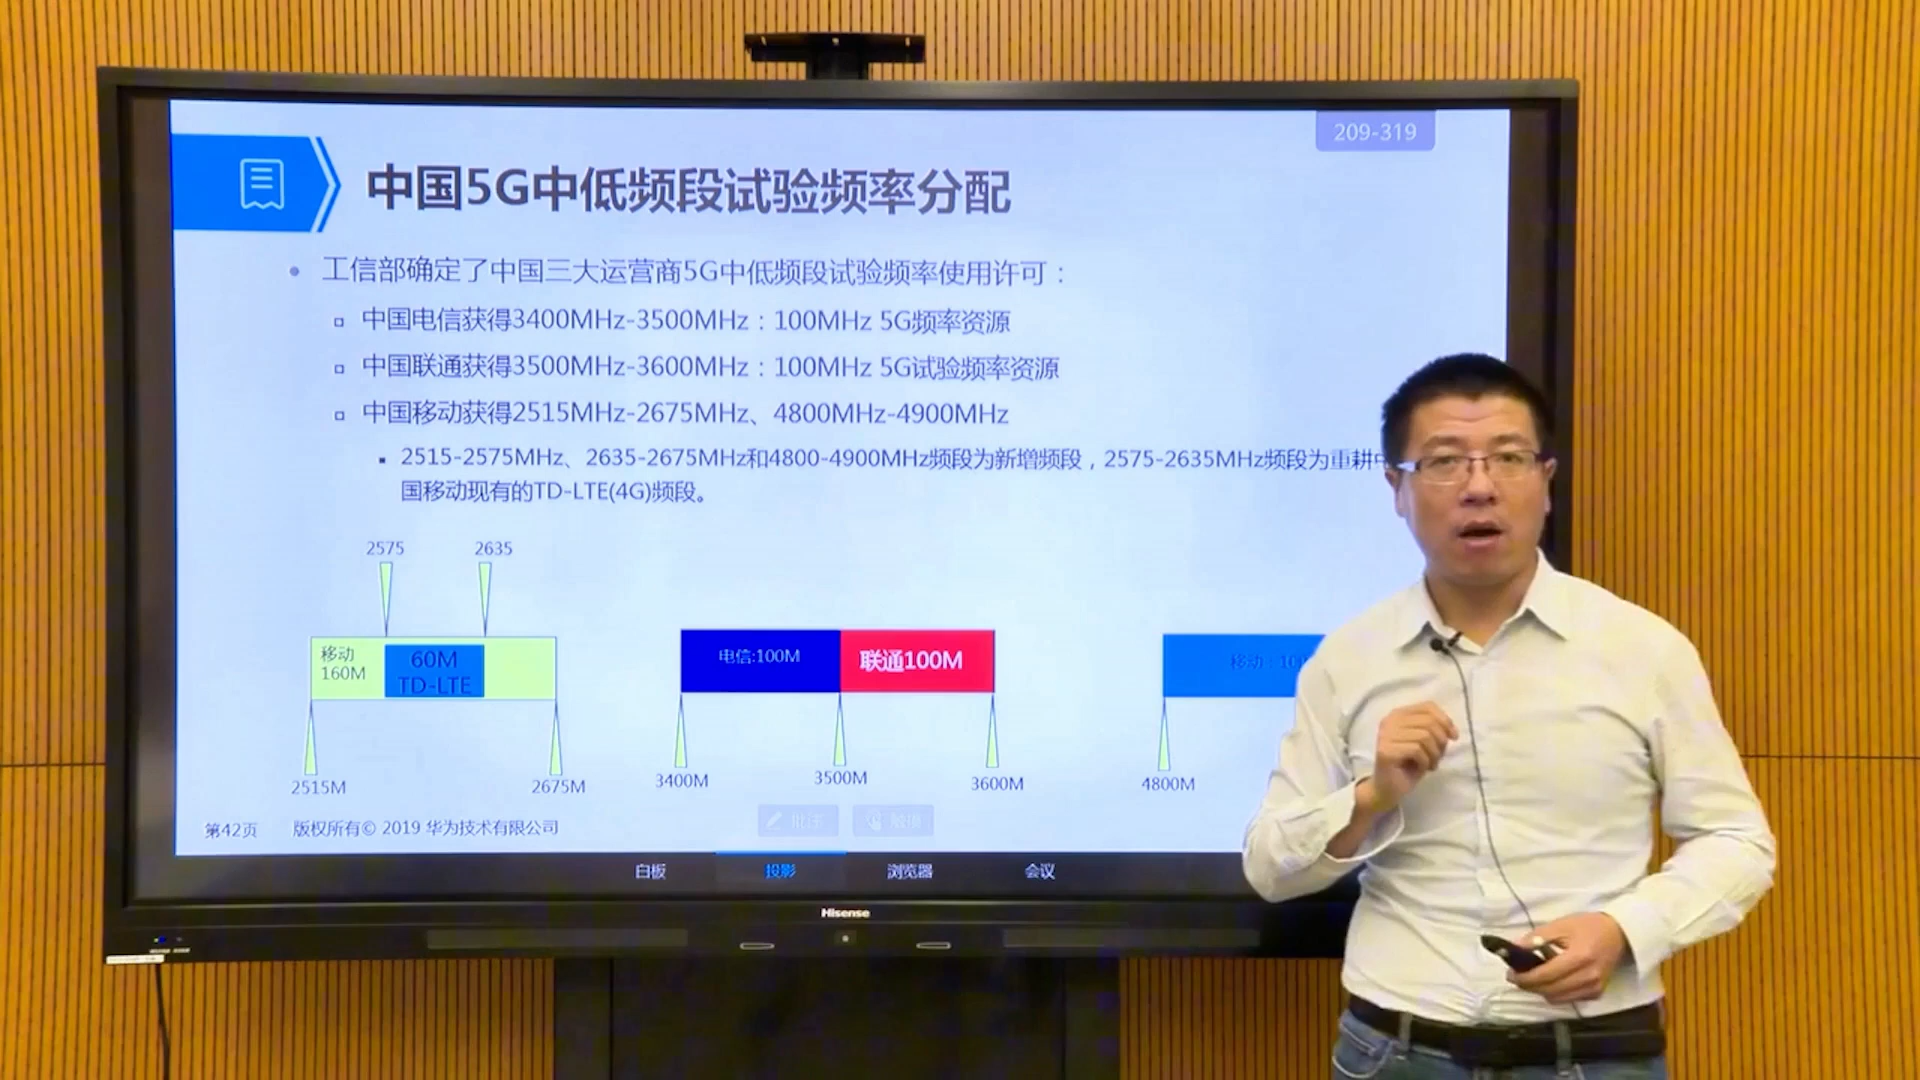 209-319
中国5G中低频段试验频率分配
• 工信部确定了中国三大运营商5G中低频段试验频率使用许可：
中国电信获得3400MHz-3500MHz：100MHz 5G频率资源
中国联通获得3500MHz-3600MHz：100MHz 5G试验频率资源
中国移动获得2515MHz-2675MHz、4800MHz-4900MHz
2515-2575MHz、2635-2675MHz和4800-4900MHz频段为新增频段，2575-2635MHz频段为重耕中
国移动现有的TD-LTE(4G)频段。
2575 2635
移动
160M
60M
TD-LTE
电信:100M
联通100M
移动：10
2515M 2675M 3400M 3500M 3600M 4800M
批注 触摸
第42页 版权所有© 2019 华为技术有限公司
白板 投影 浏览器 会议
Hisense